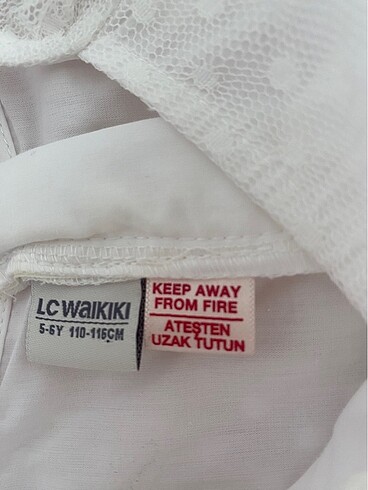 LC WAIKIKI
5-6Y 110-116CM
KEEP AWAY
FROM FIRE
ATEŞTEN
UZAK TUTUN